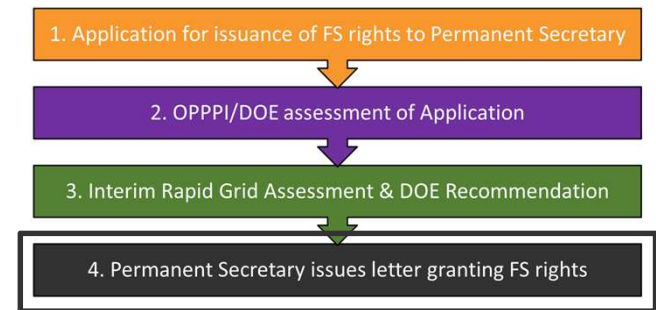 1. Application for issuance of FS rights to Permanent Secretary
2. OPPPI/DOE assessment of Application
3. Interim Rapid Grid Assessment & DOE Recommendation
4. Permanent Secretary issues letter granting FS rights